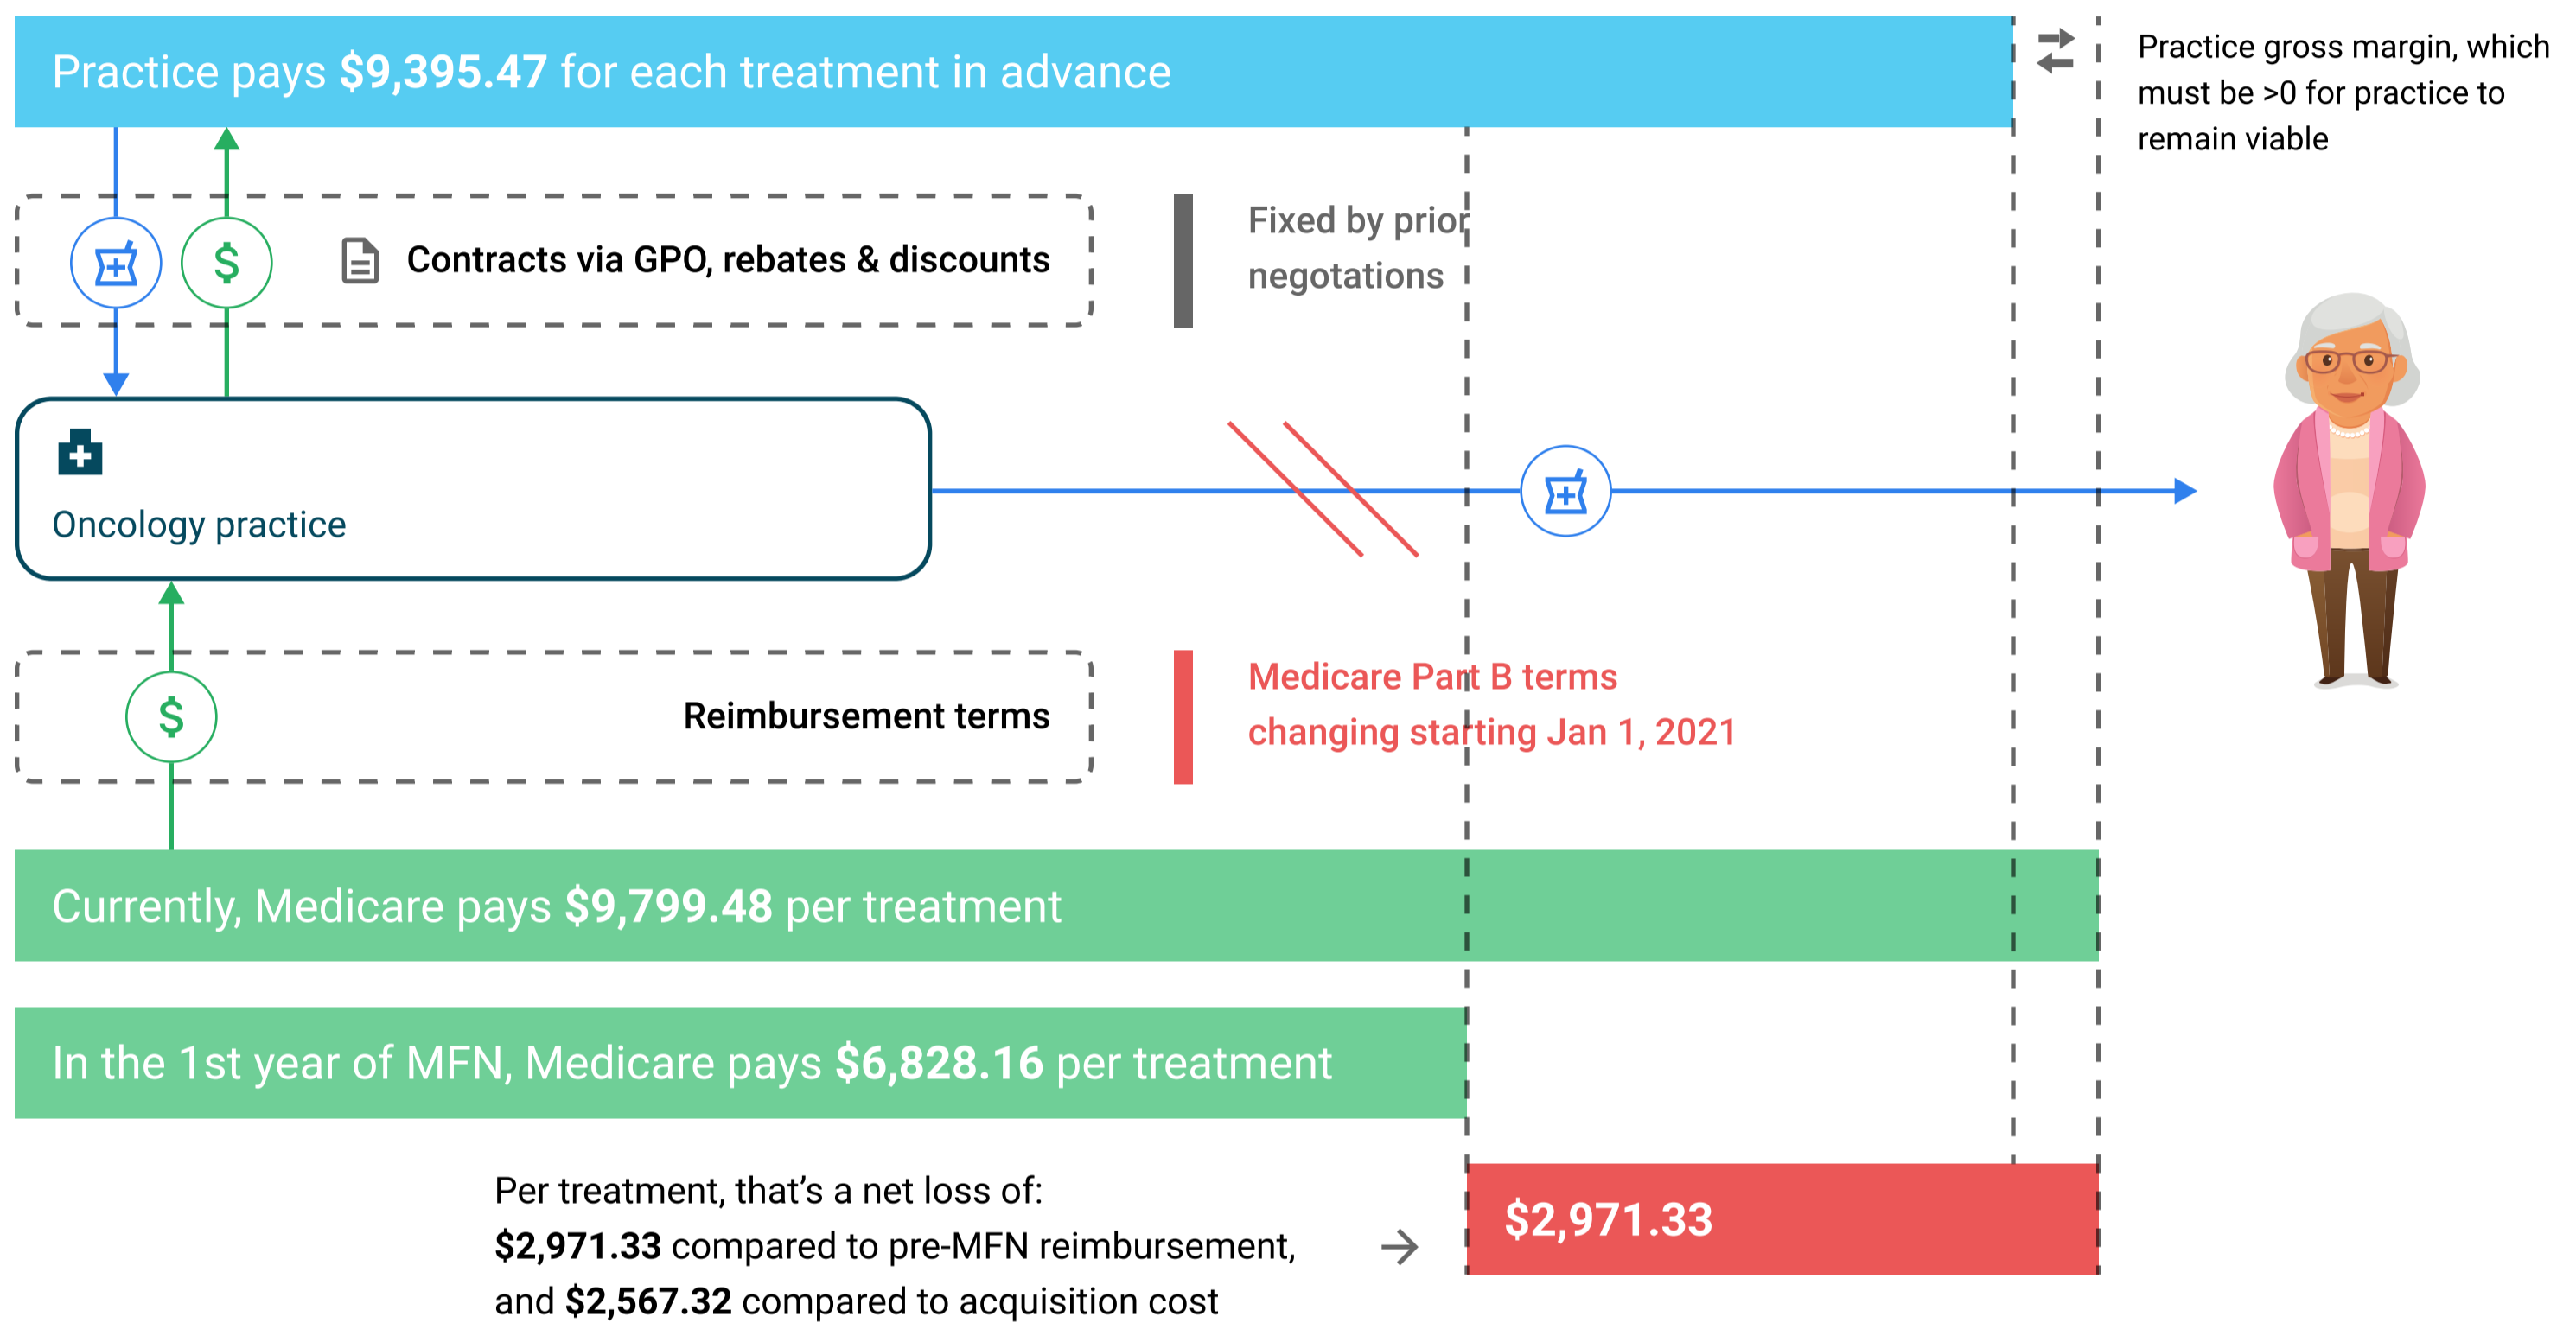 Practice pays $9,395.47 for each treatment in advance
Practice gross margin, which
must be >0 for practice to
remain viable
Contracts via GPO, rebates & discounts
Fixed by prior
negotations
Oncology practice
Reimbursement terms
Medicare Part B terms
changing starting Jan 1, 2021
Currently, Medicare pays $9,799.48 per treatment
In the 1st year of MFN, Medicare pays $6,828.16 per treatment
Per treatment, that’s a net loss of:
$2,971.33 compared to pre-MFN reimbursement,
and $2,567.32 compared to acquisition cost
$2,971.33